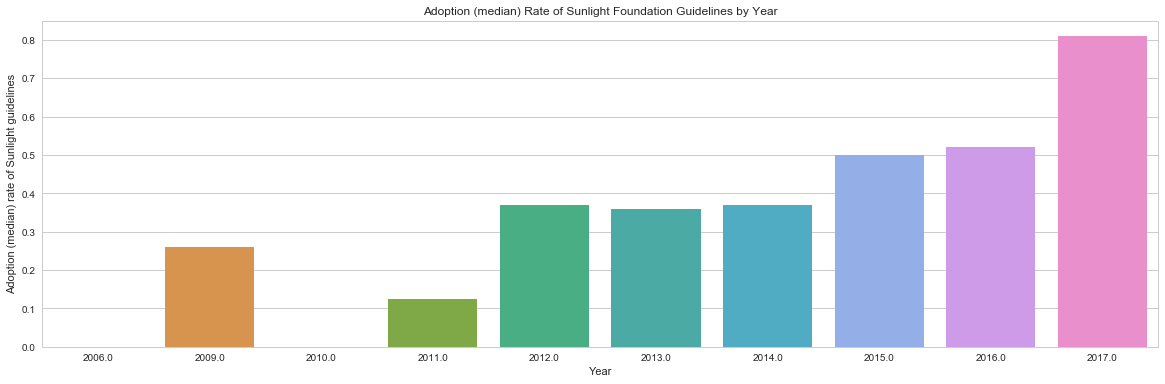 Adoption (median) Rate of Sunlight Foundation Guidelines by Year
Adoption (median) rate of Sunlight guidelines
0.8
0.7
0.6
0.5
0.4
0.3
0.2
0.1
0.0
2006.0 2009.0 2010.0 2011.0 2012.0 2013.0 2014.0 2015.0 2016.0 2017.0
Year